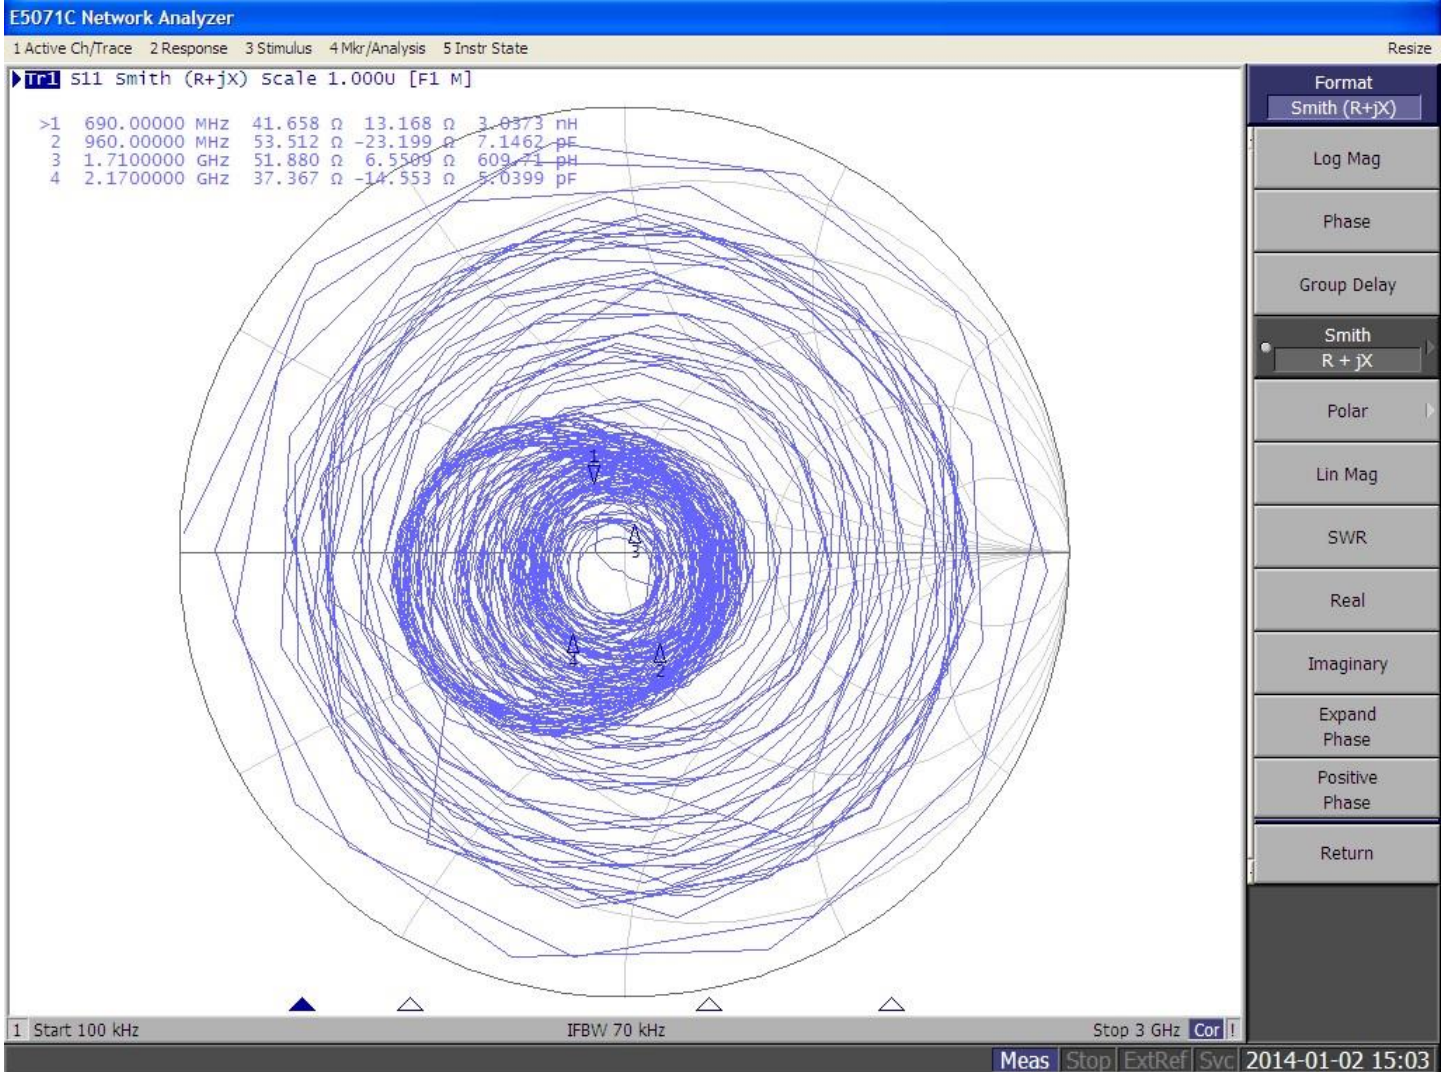 E5071C Network Analyzer
1 Active Ch/Trace 2 Response 3 Stimulus 4 Mkr/Analysis 5 Instr State Resize
Tr1 S11 Smith (R+jX) Scale 1.000U [F1 M]
>1 690.00000 MHz 41.658 Ω 13.168 Ω 3.0373 nH
2 960.00000 MHz 53.512 Ω -23.199 Ω 7.1462 pF
3 1.7100000 GHz 51.880 Ω 6.5509 Ω 609.71 pH
4 2.1700000 GHz 37.367 Ω -14.553 Ω 5.0399 pF
1
3
4
2
Format
Smith (R+jX)
Log Mag
Phase
Group Delay
Smith
R + jX
Polar
Lin Mag
SWR
Real
Imaginary
Expand
Phase
Positive
Phase
Return
1 Start 100 kHz IFBW 70 kHz Stop 3 GHz Cor !
Meas Stop ExtRef Svc 2014-01-02 15:03